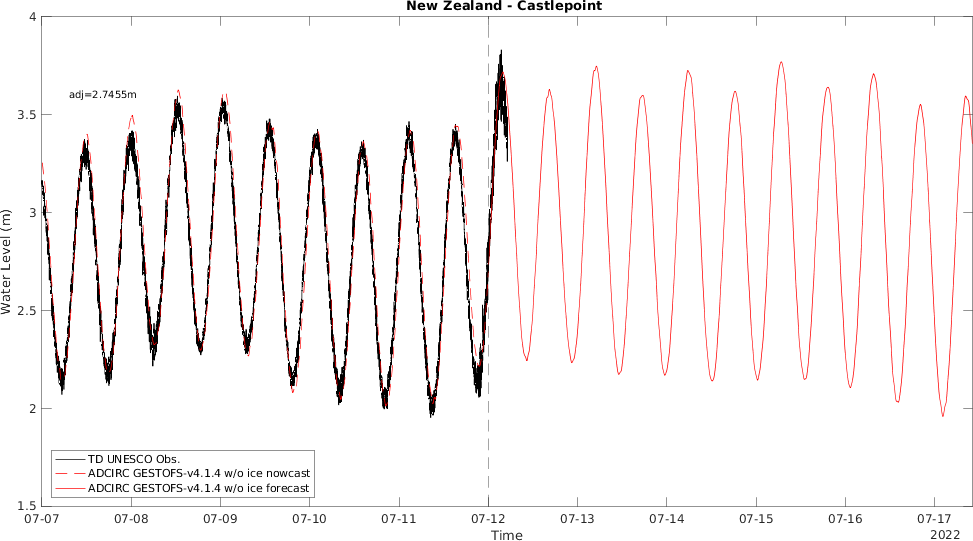 New Zealand - Castlepoint
4
3.5
3
2.5
2
1.5
Water Level (m)
adj=2.7455m
TD UNESCO Obs.
ADCIRC GESTOFS-v4.1.4 w/o ice nowcast
ADCIRC GESTOFS-v4.1.4 w/o ice forecast
07-07 07-08 07-09 07-10 07-11 07-12 07-13 07-14 07-15 07-16 07-17
Time
2022